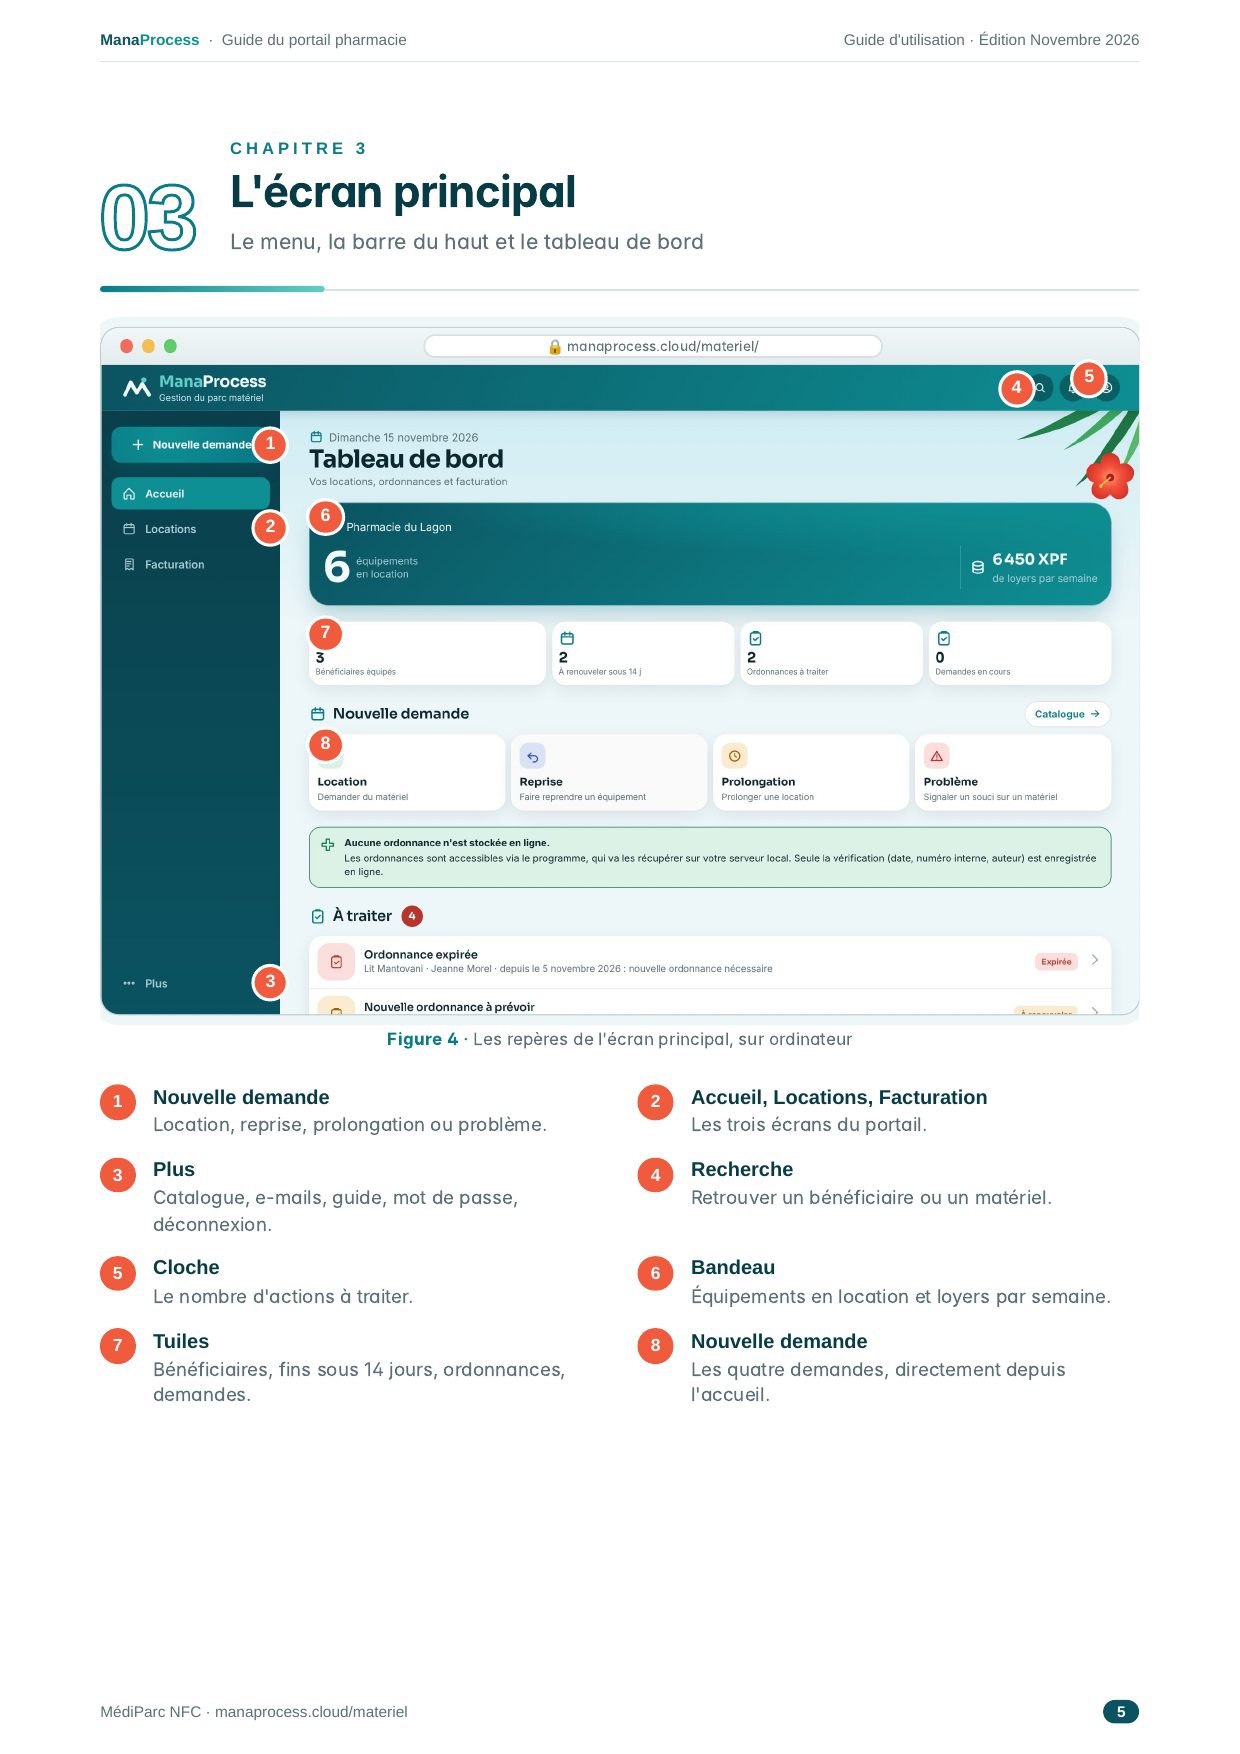 ManaProcess · Guide du portail pharmacie
Guide d'utilisation · Édition Novembre 2026
CHAPITRE 3
03
L'écran principal
Le menu, la barre du haut et le tableau de bord
manaprocess.cloud/materiel/
ManaProcess
Gestion du parc matériel
4
5
Nouvelle demande
1
Accueil
Locations
2
Facturation
Plus
3
Dimanche 15 novembre 2026
Tableau de bord
Vos locations, ordonnances et facturation
6
Pharmacie du Lagon
6 équipements
en location
6 450 XPF
de loyers par semaine
7
3
Bénéficiaires équipés
2
À renouveler sous 14 j
2
Ordonnances à traiter
0
Demandes en cours
Nouvelle demande
Catalogue →
8
Location
Demander du matériel
Reprise
Faire reprendre un équipement
Prolongation
Prolonger une location
Problème
Signaler un souci sur un matériel
Aucune ordonnance n'est stockée en ligne.
Les ordonnances sont accessibles via le programme, qui va les récupérer sur votre serveur local. Seule la vérification (date, numéro interne, auteur) est enregistrée
en ligne.
À traiter 4
Ordonnance expirée
Lit Mantovani · Jeanne Morel · depuis le 5 novembre 2026 : nouvelle ordonnance nécessaire
Expirée
Nouvelle ordonnance à prévoir
À renouveler
Figure 4 · Les repères de l'écran principal, sur ordinateur
1 Nouvelle demande
Location, reprise, prolongation ou problème.
2 Accueil, Locations, Facturation
Les trois écrans du portail.
3 Plus
Catalogue, e-mails, guide, mot de passe,
déconnexion.
4 Recherche
Retrouver un bénéficiaire ou un matériel.
5 Cloche
Le nombre d'actions à traiter.
6 Bandeau
Équipements en location et loyers par semaine.
7 Tuiles
Bénéficiaires, fins sous 14 jours, ordonnances,
demandes.
8 Nouvelle demande
Les quatre demandes, directement depuis
l'accueil.
MédiParc NFC · manaprocess.cloud/materiel
5